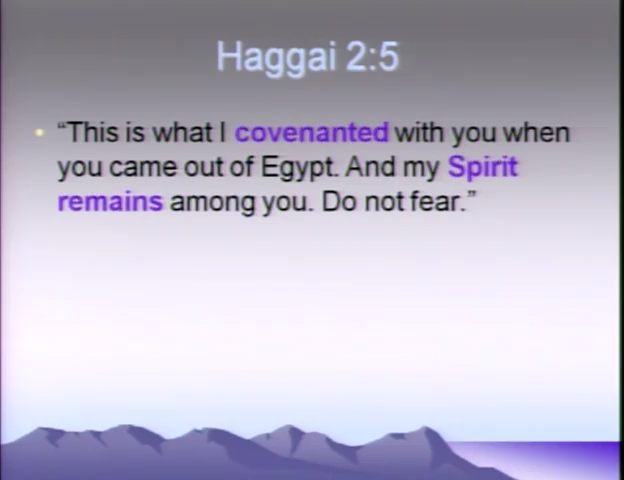 Haggai 2:5
• “This is what I covenanted with you when
you came out of Egypt. And my Spirit
remains among you. Do not fear.”